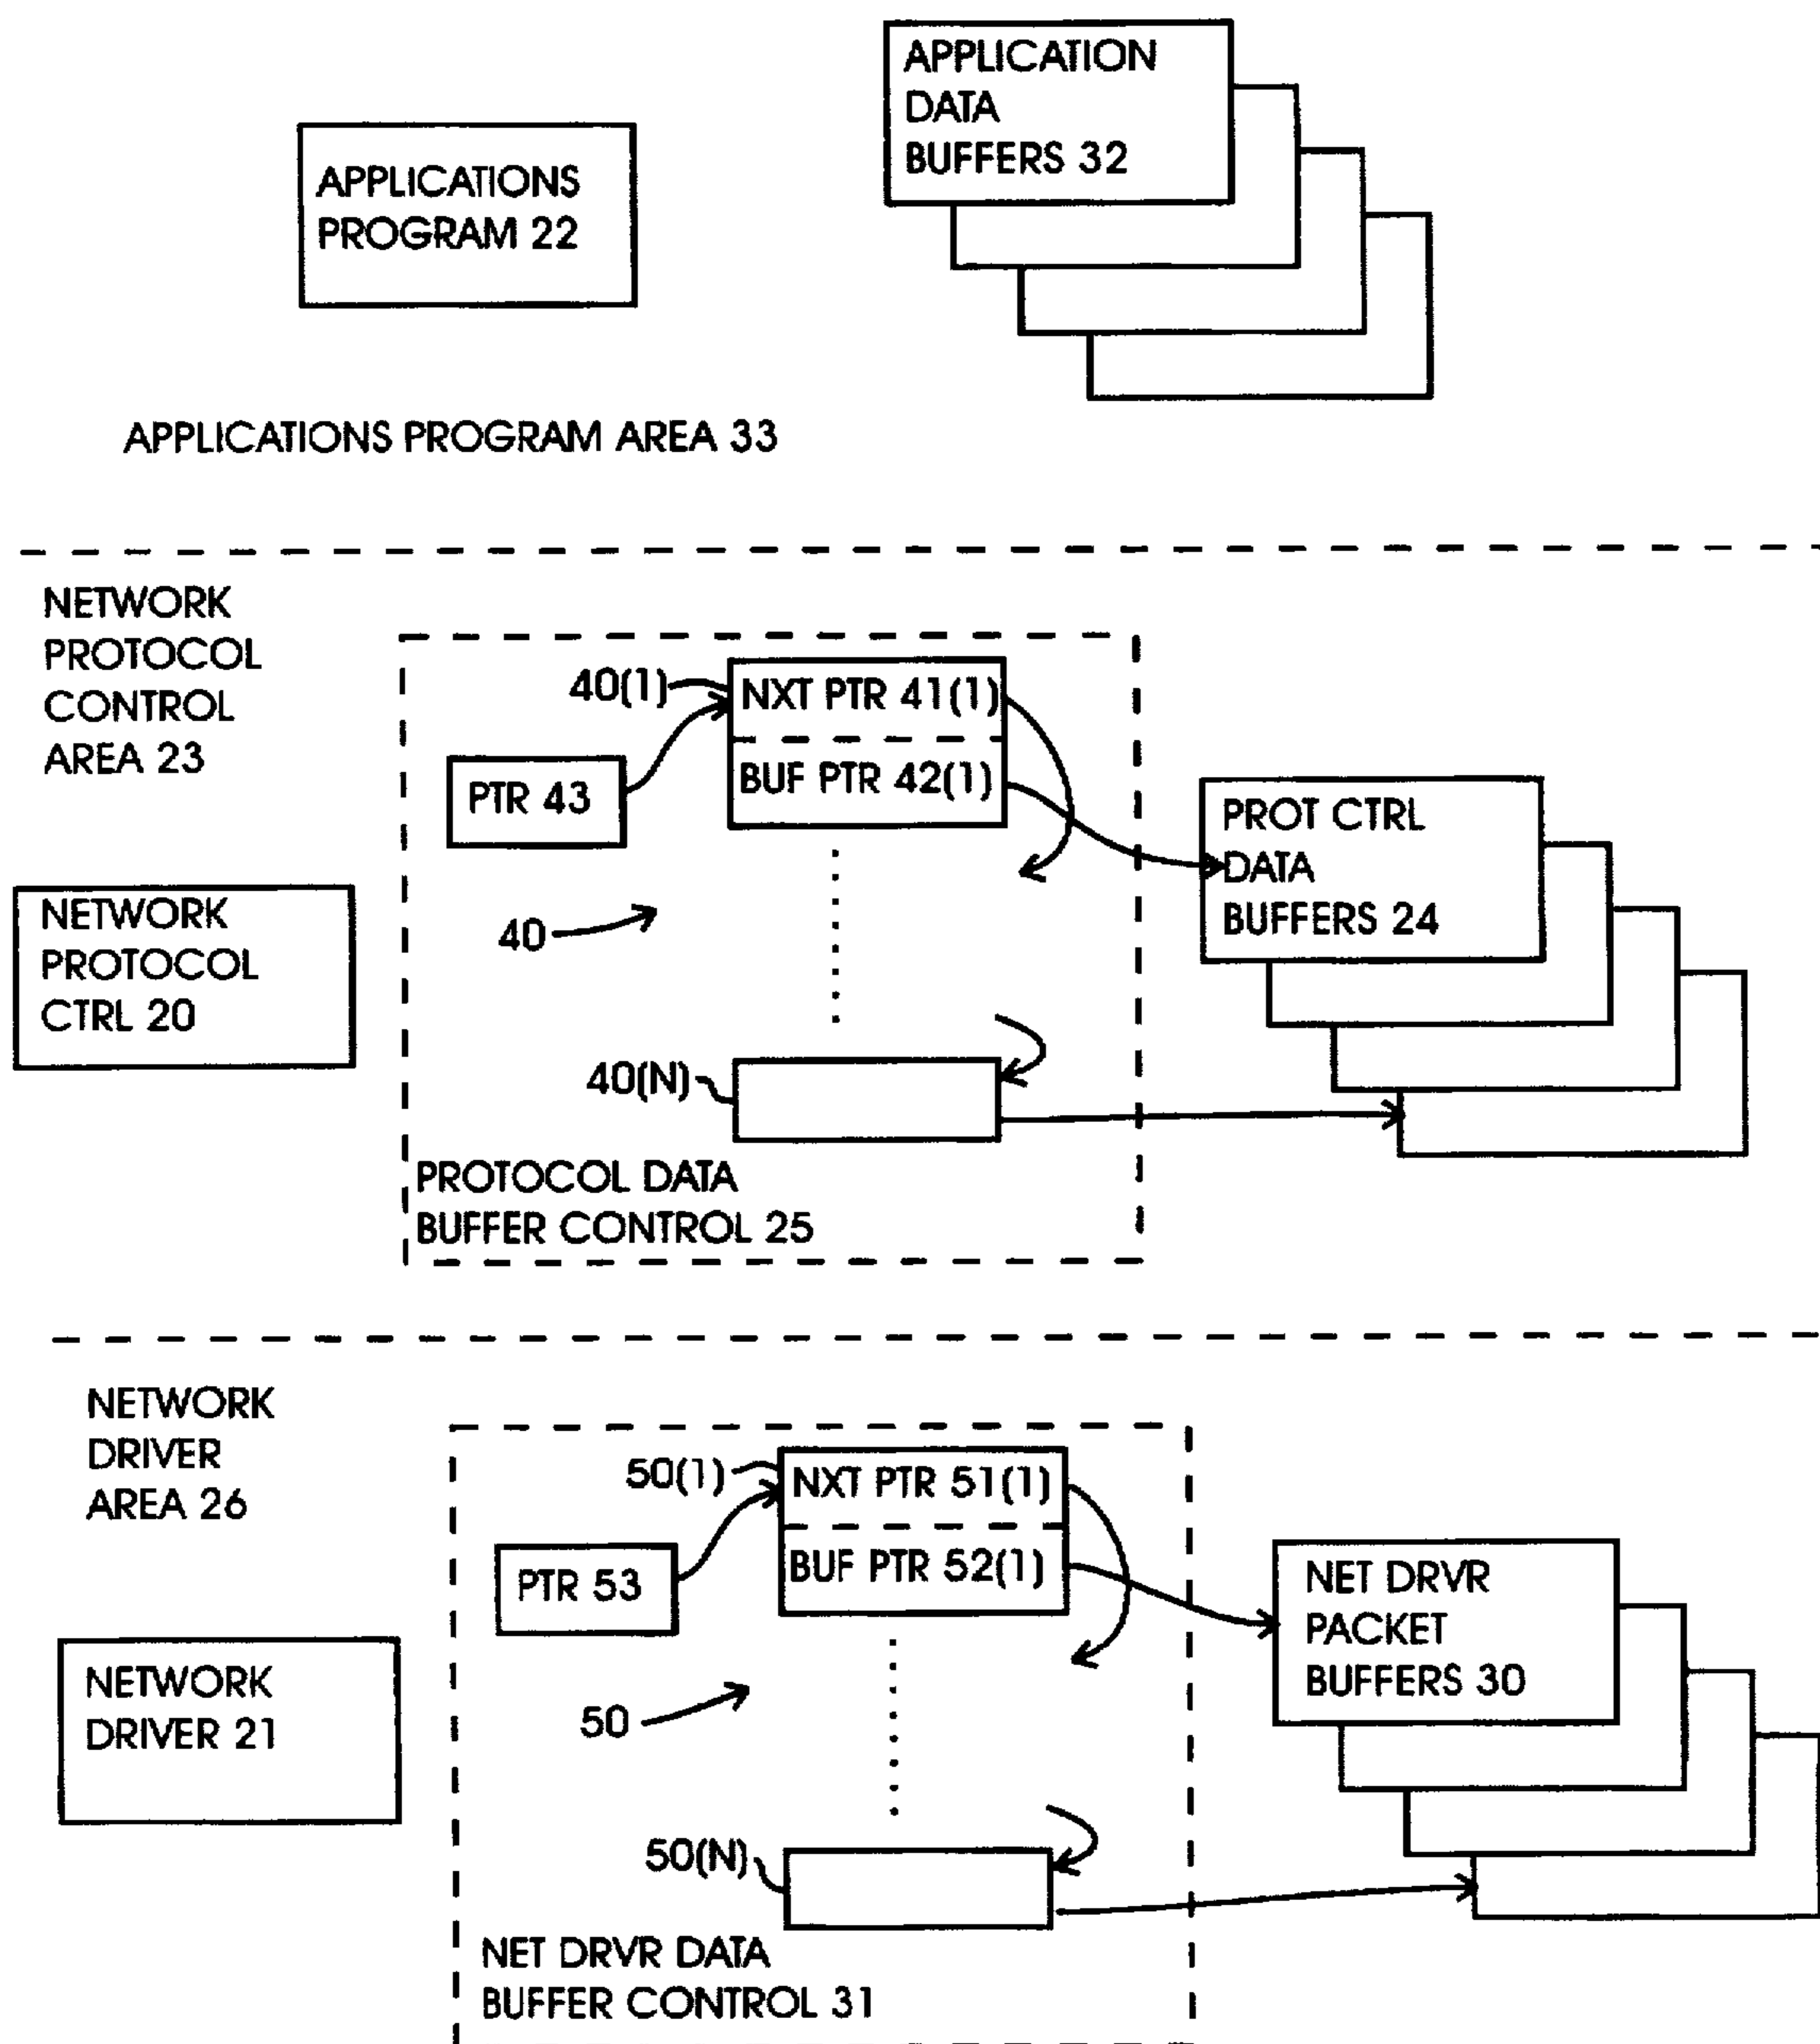 APPLICATION
DATA
BUFFERS 32
APPLICATIONS
PROGRAM 22
APPLICATIONS PROGRAM AREA 33
NETWORK
PROTOCOL
CONTROL
AREA 23
40(1)
NXT PTR 41(1)
BUF PTR 42(1)
PTR 43
PROT CTRL
DATA
BUFFERS 24
NETWORK
PROTOCOL
CTRL 20
40
40(N)
PROTOCOL DATA
BUFFER CONTROL 25
NETWORK
DRIVER
AREA 26
50(1)
NXT PTR 51(1)
BUF PTR 52(1)
PTR 53
NET DRVR
PACKET
BUFFERS 30
NETWORK
DRIVER 21
50
50(N)
NET DRVR DATA
BUFFER CONTROL 31